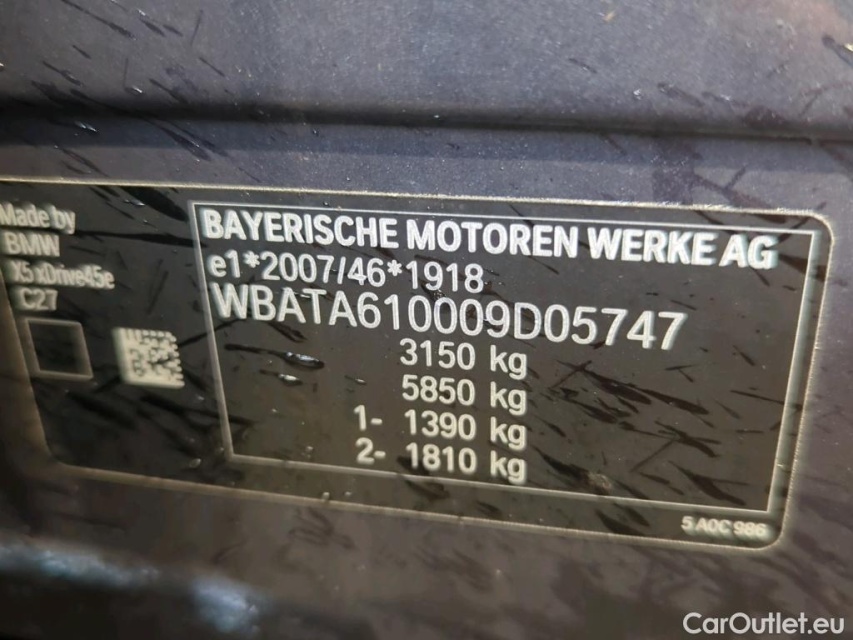 Made by
BMW
X5 xDrive45e
C27
BAYERISCHE MOTOREN WERKE AG
e1*2007/46*1918
WBATA610009D05747
3150 kg
5850 kg
1- 1390 kg
2- 1810 kg
5 A0C 986
CarOutlet.eu